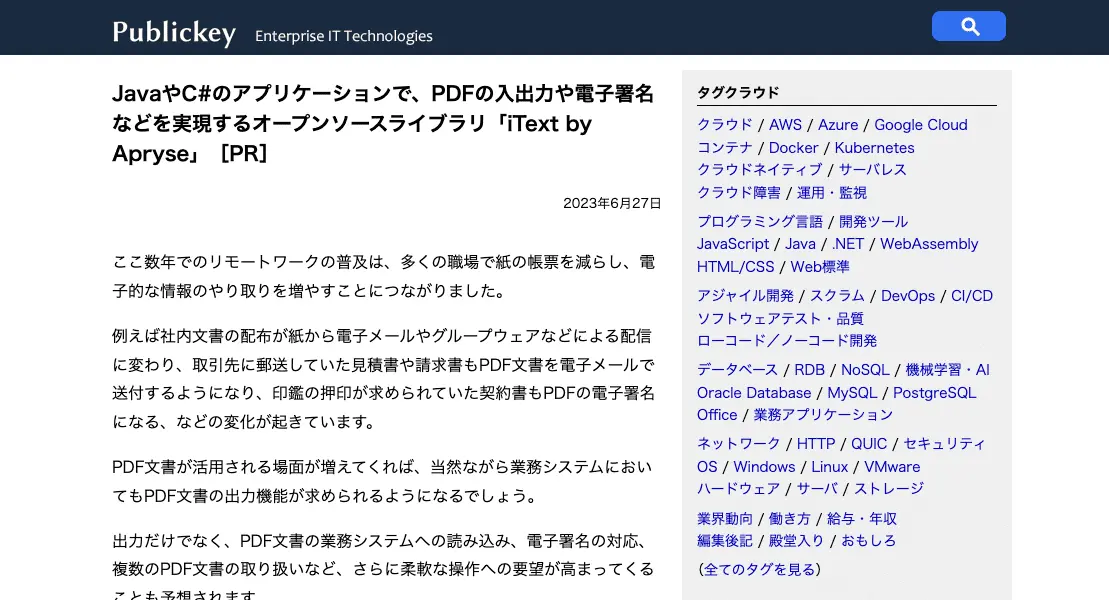 Publickey Enterprise IT Technologies
JavaやC#のアプリケーションで、PDFの入出力や電子署名
などを実現するオープンソースライブラリ「iText by
Apryse」［PR］
2023年6月27日
ここ数年でのリモートワークの普及は、多くの職場で紙の帳票を減らし、電
子的な情報のやり取りを増やすことにつながりました。
例えば社内文書の配布が紙から電子メールやグループウェアなどによる配信
に変わり、取引先に郵送していた見積書や請求書もPDF文書を電子メールで
送付するようになり、印鑑の押印が求められていた契約書もPDFの電子署名
になる、などの変化が起きています。
PDF文書が活用される場面が増えてくれば、当然ながら業務システムにおい
てもPDF文書の出力機能が求められるようになるでしょう。
出力だけでなく、PDF文書の業務システムへの読み込み、電子署名の対応、
複数のPDF文書の取り扱いなど、さらに柔軟な操作への要望が高まってくる
ことも予想されます。
タグクラウド
クラウド / AWS / Azure / Google Cloud
コンテナ / Docker / Kubernetes
クラウドネイティブ / サーバレス
クラウド障害 / 運用・監視
プログラミング言語 / 開発ツール
JavaScript / Java / .NET / WebAssembly
HTML/CSS / Web標準
アジャイル開発 / スクラム / DevOps / CI/CD
ソフトウェアテスト・品質
ローコード／ノーコード開発
データベース / RDB / NoSQL / 機械学習・AI
Oracle Database / MySQL / PostgreSQL
Office / 業務アプリケーション
ネットワーク / HTTP / QUIC / セキュリティ
OS / Windows / Linux / VMware
ハードウェア / サーバ / ストレージ
業界動向 / 働き方 / 給与・年収
編集後記 / 殿堂入り / おもしろ
（全てのタグを見る）